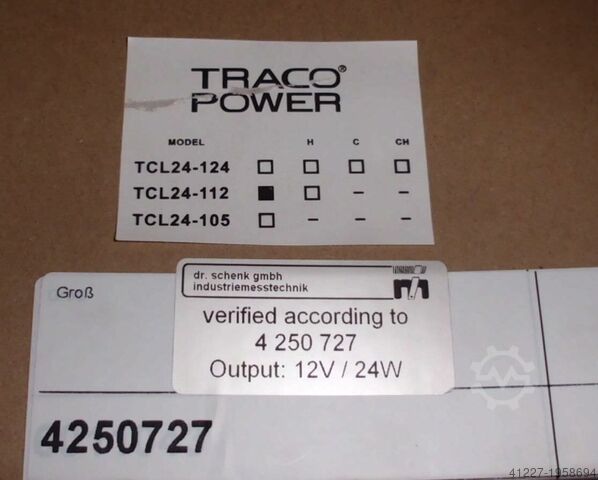 TRACO®
POWER
MODEL H C CH
TCL24-124 ☐ ☐ ☐ ☐
TCL24-112 ■ ☐ – –
TCL24-105 ☐ – – –
dr. schenk gmbh
industriemesstechnik
Groß
verified according to
4 250 727
Output: 12V / 24W
4250727
41227-1958694